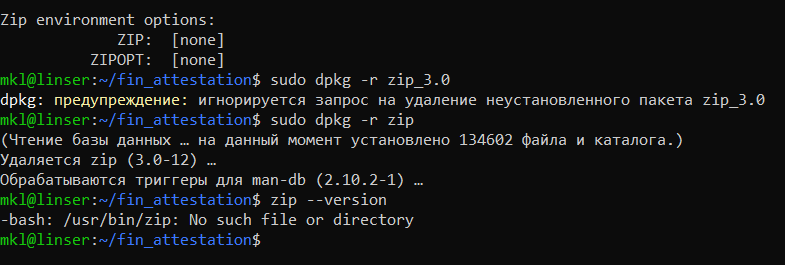 Zip environment options:
ZIP: [none]
ZIPOPT: [none]
mkl@linser:~/fin_attestation$ sudo dpkg -r zip_3.0
dpkg: предупреждение: игнорируется запрос на удаление неустановленного пакета zip_3.0
mkl@linser:~/fin_attestation$ sudo dpkg -r zip
(Чтение базы данных … на данный момент установлено 134602 файла и каталога.)
Удаляется zip (3.0-12) …
Обрабатываются триггеры для man-db (2.10.2-1) …
mkl@linser:~/fin_attestation$ zip --version
-bash: /usr/bin/zip: No such file or directory
mkl@linser:~/fin_attestation$